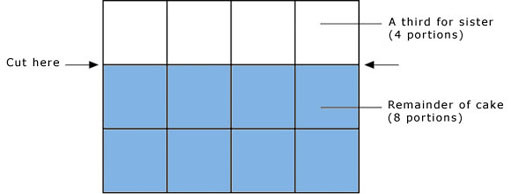 A third for sister
(4 portions)
Cut here
Remainder of cake
(8 portions)